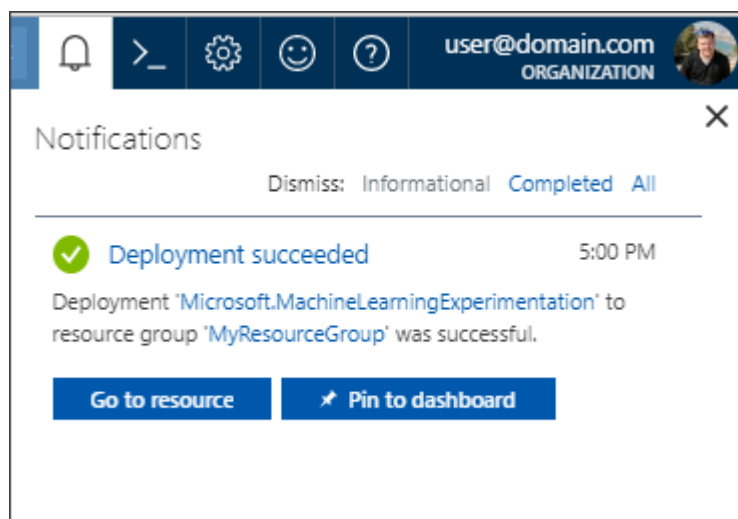 user@domain.com
ORGANIZATION
Notifications
Dismiss: Informational Completed All
Deployment succeeded 5:00 PM
Deployment 'Microsoft.MachineLearningExperimentation' to
resource group 'MyResourceGroup' was successful.
Go to resource Pin to dashboard